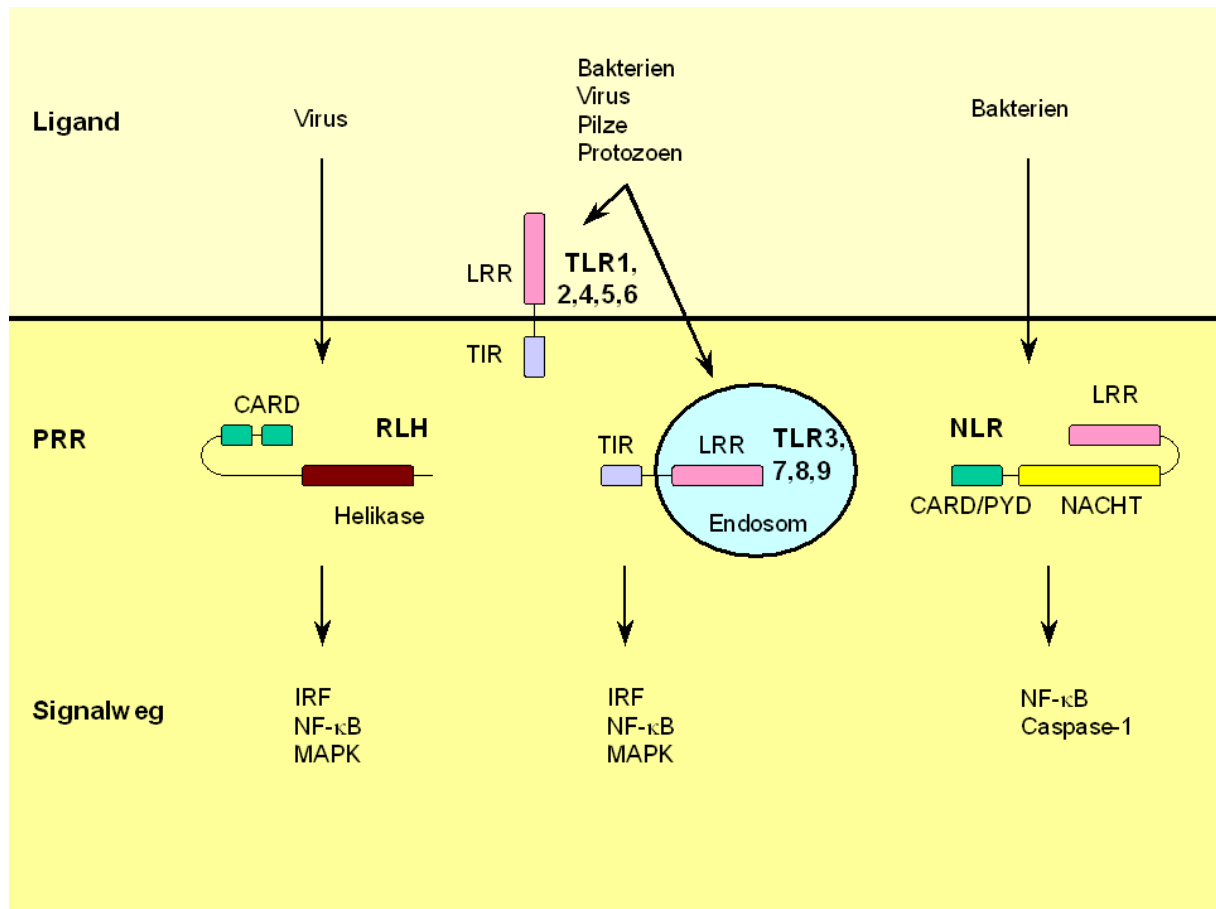 Ligand
Virus
Bakterien
Virus
Pilze
Protozoen
Bakterien
LRR
TLR1,
2,4,5,6
TIR
PRR
CARD
RLH
Helikase
TIR
LRR
TLR3,
7,8,9
Endosom
NLR
LRR
CARD/PYD
NACHT
Signalweg
IRF
NF-κB
MAPK
IRF
NF-κB
MAPK
NF-κB
Caspase-1